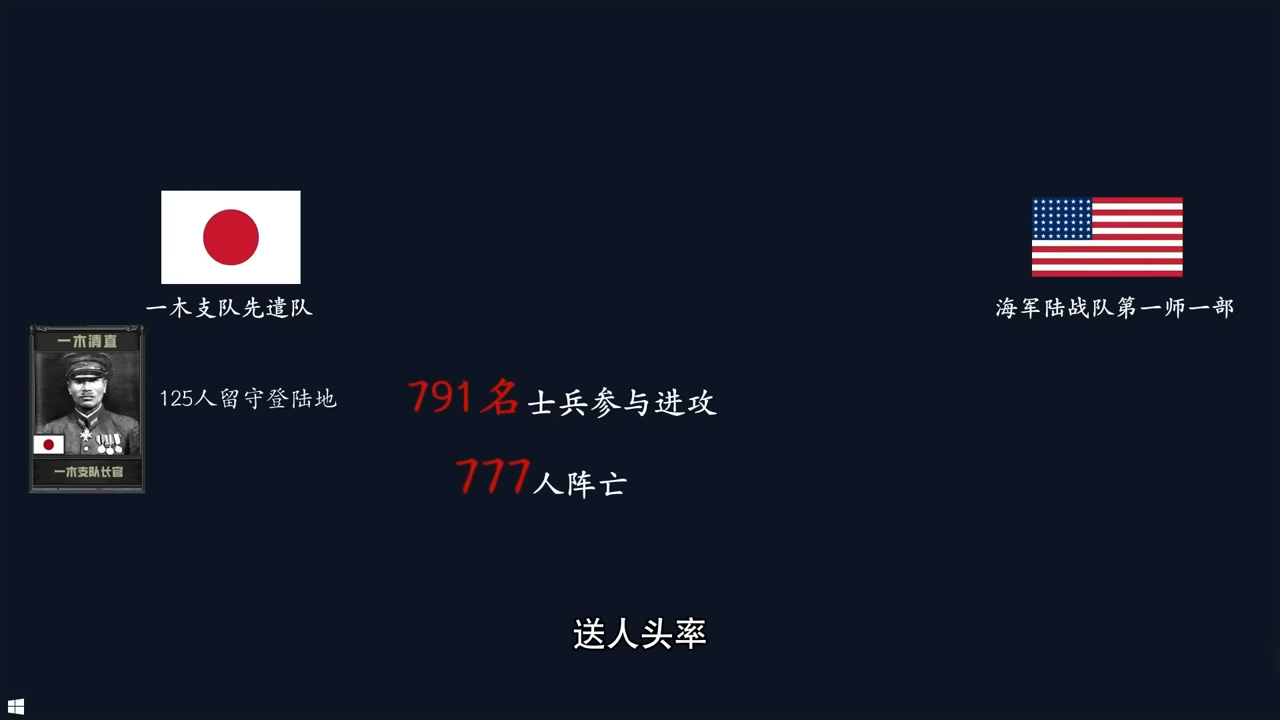 一木支队先遣队
海军陆战队第一师一部
一木清直
125人留守登陆地
791名士兵参与进攻
一木支队长官
777人阵亡
送人头率